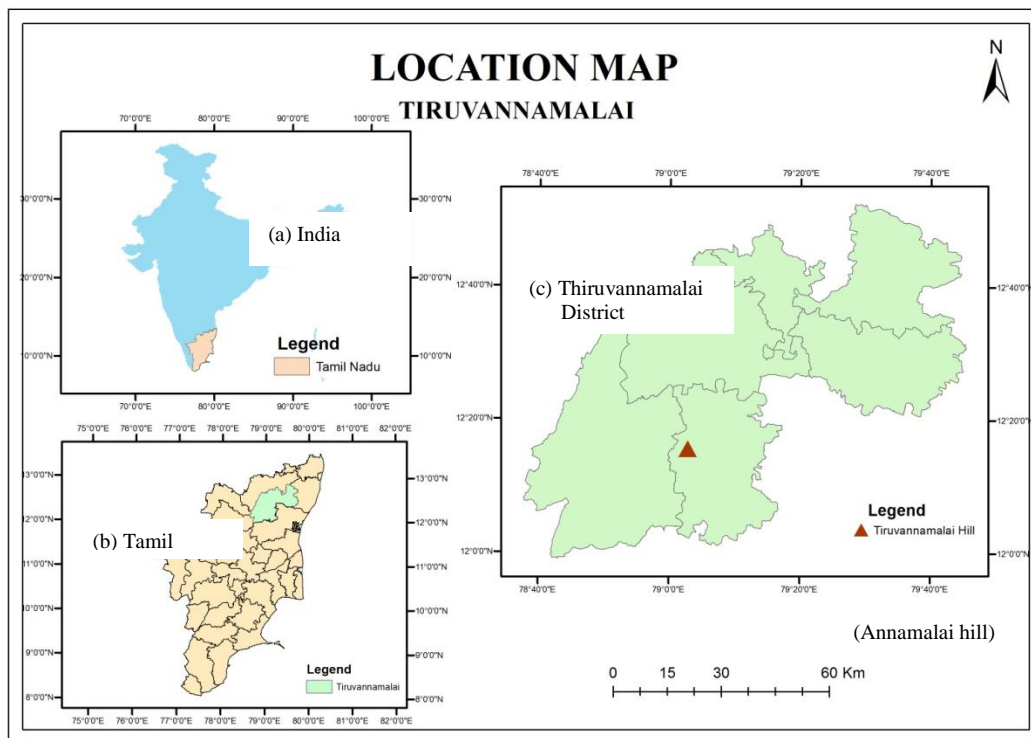 LOCATION MAP
TIRUVANNAMALAI
N
70°0'0"E 80°0'0"E 90°0'0"E 100°0'0"E
30°0'0"N 30°0'0"N
(a) India
20°0'0"N 20°0'0"N
Legend
10°0'0"N 10°0'0"N
Tamil Nadu
70°0'0"E 80°0'0"E 90°0'0"E 100°0'0"E
75°0'0"E 76°0'0"E 77°0'0"E 78°0'0"E 79°0'0"E 80°0'0"E 81°0'0"E 82°0'0"E
13°0'0"N 13°0'0"N
12°0'0"N 12°0'0"N
(b) Tamil
11°0'0"N 11°0'0"N
10°0'0"N 10°0'0"N
9°0'0"N 9°0'0"N
Legend
Tiruvannamalai
8°0'0"N 8°0'0"N
75°0'0"E 76°0'0"E 77°0'0"E 78°0'0"E 79°0'0"E 80°0'0"E 81°0'0"E 82°0'0"E
78°40'0"E 79°0'0"E 79°20'0"E 79°40'0"E
12°40'0"N 12°40'0"N
(c) Thiruvannamalai
District
12°20'0"N 12°20'0"N
Legend
Tiruvannamalai Hill
12°0'0"N 12°0'0"N
78°40'0"E 79°0'0"E 79°20'0"E 79°40'0"E
(Annamalai hill)
0 15 30 60 Km